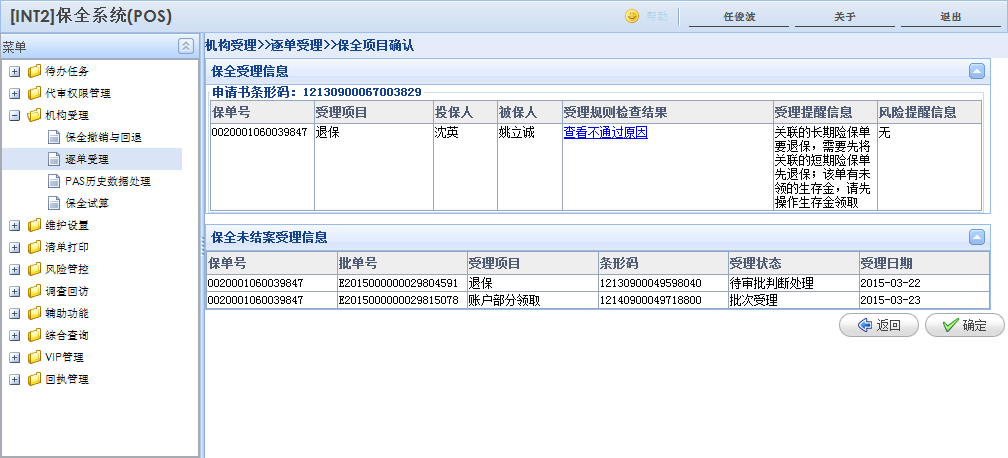 [INT2]保全系统(POS)
帮助
任俊波
关于
退出
菜单
待办任务
代审权限管理
机构受理
保全撤销与回退
逐单受理
PAS历史数据处理
保全试算
维护设置
清单打印
风险管控
调查回访
辅助功能
综合查询
VIP管理
回执管理
机构受理>>逐单受理>>保全项目确认
保全受理信息
申请书条形码：12130900067003829
保单号 受理项目 投保人 被保人 受理规则检查结果 受理提醒信息 风险提醒信息
0020001060039847 退保 沈英 姚立诚 查看不通过原因 关联的长期险保单 无
要退保，需要先将
关联的短期险保单
先退保；该单有未
领的生存金，请先
操作生存金领取
保全未结案受理信息
保单号 批单号 受理项目 条形码 受理状态 受理日期
0020001060039847 E2015000000029804591 退保 12130900049598040 待审批判断处理 2015-03-22
0020001060039847 E2015000000029815078 账户部分领取 12140900049718800 批次受理 2015-03-23
返回
确定